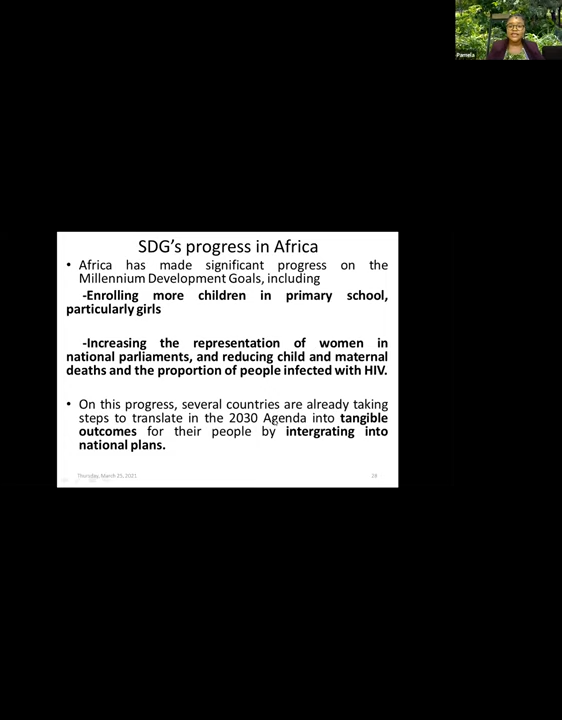 Pamela
SDG's progress in Africa
• Africa has made significant progress on the
Millennium Development Goals, including
-Enrolling more children in primary school,
particularly girls
-Increasing the representation of women in
national parliaments, and reducing child and maternal
deaths and the proportion of people infected with HIV.
• On this progress, several countries are already taking
steps to translate in the 2030 Agenda into tangible
outcomes for their people by intergrating into
national plans.
Thursday, March 25, 2021
28